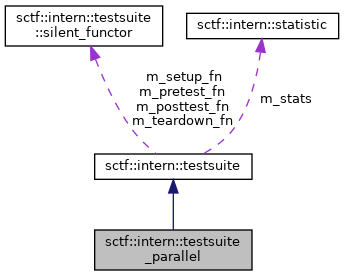 sctf::intern::testsuite
::silent_functor
sctf::intern::statistic
m_setup_fn
m_pretest_fn
m_posttest_fn
m_teardown_fn
m_stats
sctf::intern::testsuite
sctf::intern::testsuite
_parallel